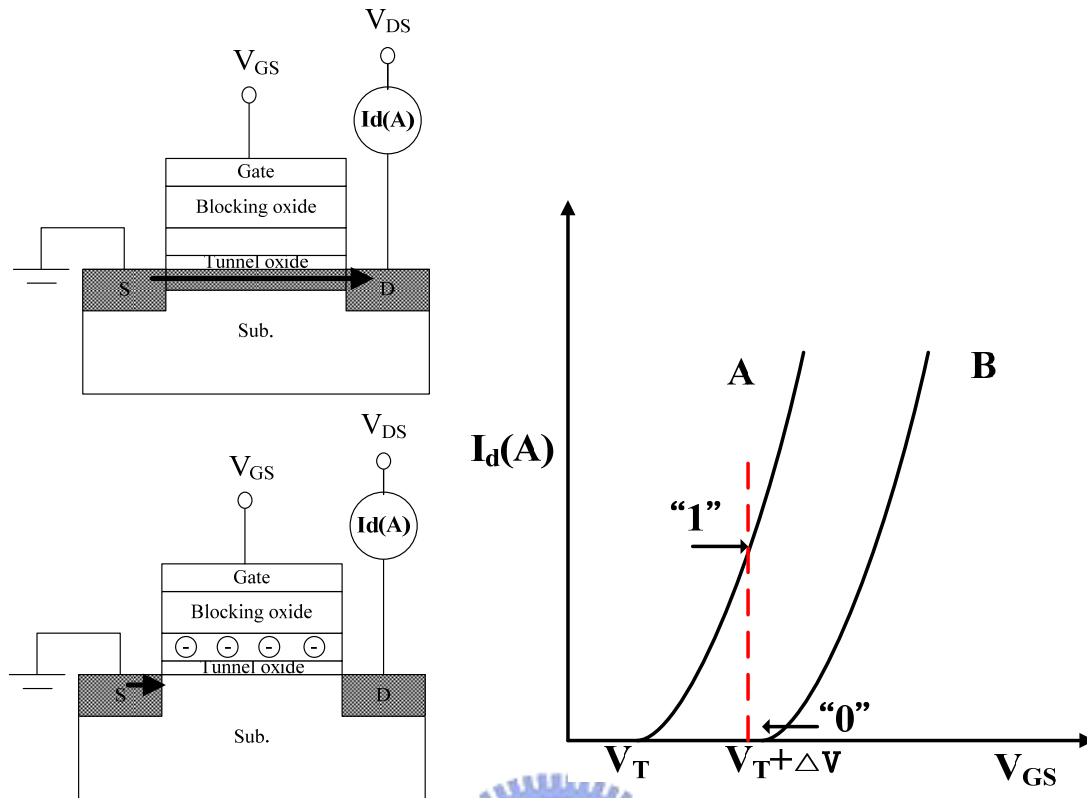 V_DS
V_GS
Id(A)
Gate
Blocking oxide
Tunnel oxide
S
D
Sub.
V_DS
V_GS
Id(A)
Gate
Blocking oxide
- - - -
Tunnel oxide
S
D
Sub.
A
B
I_d(A)
“1”
“0”
V_T
V_T+△V
V_GS